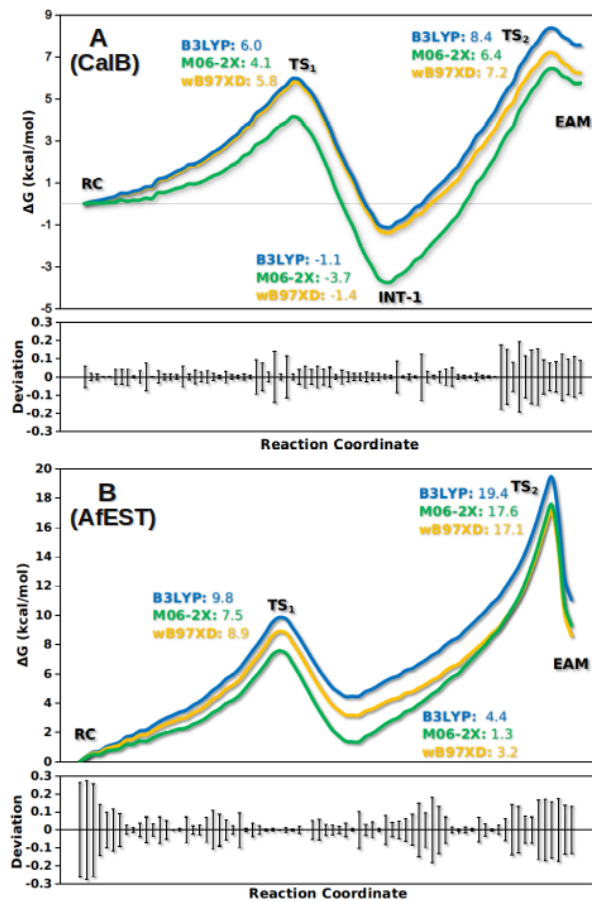 A
(CalB)
B3LYP: 6.0
M06-2X: 4.1
wB97XD: 5.8
TS1
B3LYP: 8.4
M06-2X: 6.4
wB97XD: 7.2
TS2
EAM
RC
B3LYP: -1.1
M06-2X: -3.7
wB97XD: -1.4
INT-1
ΔG (kcal/mol)
9
7
5
3
1
-1
-3
-5
Deviation
0.3
0.2
0.1
0
0.1
0.2
-0.3
Reaction Coordinate
B
(AfEST)
B3LYP: 9.8
M06-2X: 7.5
wB97XD: 8.9
TS1
B3LYP: 19.4
M06-2X: 17.6
wB97XD: 17.1
TS2
EAM
RC
B3LYP: 4.4
M06-2X: 1.3
wB97XD: 3.2
ΔG (kcal/mol)
20
18
16
14
12
10
8
6
4
2
0
Deviation
0.3
0.2
0.1
0
0.1
0.2
-0.3
Reaction Coordinate